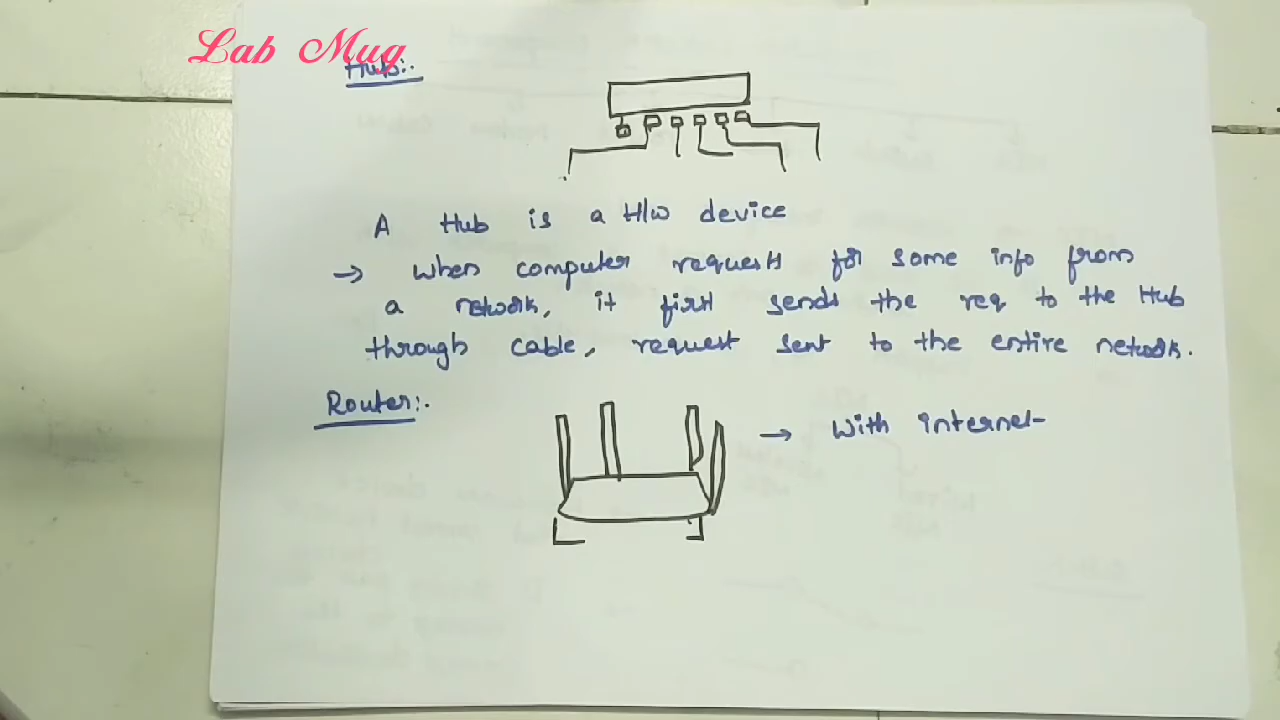 Lab Mug
Hub:.
A Hub is a H/W device
→ When computer requests for some info from
a network, it first sends the req to the Hub
through cable, request sent to the entire network.
Router:.
→ With internet